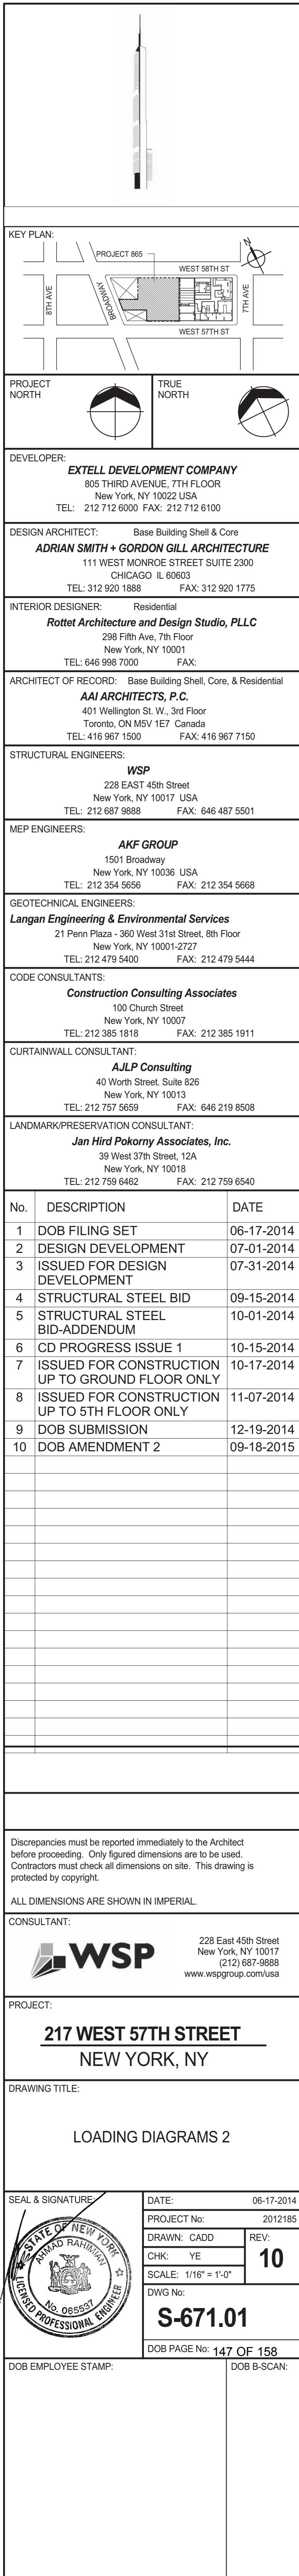 KEY PLAN:
N
PROJECT 865
WEST 58TH ST
8TH AVE
BROADWAY
7TH AVE
WEST 57TH ST
PROJECT
NORTH
TRUE
NORTH
DEVELOPER:
EXTELL DEVELOPMENT COMPANY
805 THIRD AVENUE, 7TH FLOOR
New York, NY 10022 USA
TEL: 212 712 6000 FAX: 212 712 6100
DESIGN ARCHITECT: Base Building Shell & Core
ADRIAN SMITH + GORDON GILL ARCHITECTURE
111 WEST MONROE STREET SUITE 2300
CHICAGO IL 60603
TEL: 312 920 1888 FAX: 312 920 1775
INTERIOR DESIGNER: Residential
Rottet Architecture and Design Studio, PLLC
298 Fifth Ave, 7th Floor
New York, NY 10001
TEL: 646 998 7000 FAX:
ARCHITECT OF RECORD: Base Building Shell, Core, & Residential
AAI ARCHITECTS, P.C.
401 Wellington St. W., 3rd Floor
Toronto, ON M5V 1E7 Canada
TEL: 416 967 1500 FAX: 416 967 7150
STRUCTURAL ENGINEERS:
WSP
228 EAST 45th Street
New York, NY 10017 USA
TEL: 212 687 9888 FAX: 646 487 5501
MEP ENGINEERS:
AKF GROUP
1501 Broadway
New York, NY 10036 USA
TEL: 212 354 5656 FAX: 212 354 5668
GEOTECHNICAL ENGINEERS:
Langan Engineering & Environmental Services
21 Penn Plaza - 360 West 31st Street, 8th Floor
New York, NY 10001-2727
TEL: 212 479 5400 FAX: 212 479 5444
CODE CONSULTANTS:
Construction Consulting Associates
100 Church Street
New York, NY 10007
TEL: 212 385 1818 FAX: 212 385 1911
CURTAINWALL CONSULTANT:
AJLP Consulting
40 Worth Street. Suite 826
New York, NY 10013
TEL: 212 757 5659 FAX: 646 219 8508
LANDMARK/PRESERVATION CONSULTANT:
Jan Hird Pokorny Associates, Inc.
39 West 37th Street, 12A
New York, NY 10018
TEL: 212 759 6462 FAX: 212 759 6540
No. DESCRIPTION DATE
1 DOB FILING SET 06-17-2014
2 DESIGN DEVELOPMENT 07-01-2014
3 ISSUED FOR DESIGN 07-31-2014
DEVELOPMENT
4 STRUCTURAL STEEL BID 09-15-2014
5 STRUCTURAL STEEL 10-01-2014
BID-ADDENDUM
6 CD PROGRESS ISSUE 1 10-15-2014
7 ISSUED FOR CONSTRUCTION 10-17-2014
UP TO GROUND FLOOR ONLY
8 ISSUED FOR CONSTRUCTION 11-07-2014
UP TO 5TH FLOOR ONLY
9 DOB SUBMISSION 12-19-2014
10 DOB AMENDMENT 2 09-18-2015
Discrepancies must be reported immediately to the Architect
before proceeding. Only figured dimensions are to be used.
Contractors must check all dimensions on site. This drawing is
protected by copyright.
ALL DIMENSIONS ARE SHOWN IN IMPERIAL.
CONSULTANT:
WSP
228 East 45th Street
New York, NY 10017
(212) 687-9888
www.wspgroup.com/usa
PROJECT:
217 WEST 57TH STREET
NEW YORK, NY
DRAWING TITLE:
LOADING DIAGRAMS 2
SEAL & SIGNATURE:
STATE OF NEW YORK
AHMAD RAHIMIAN
No. 065537
LICENSED PROFESSIONAL ENGINEER
DATE: 06-17-2014
PROJECT No: 2012185
DRAWN: CADD
CHK: YE
SCALE: 1/16" = 1'-0"
REV:
10
DWG No:
S-671.01
DOB PAGE No: 147 OF 158
DOB EMPLOYEE STAMP:
DOB B-SCAN: